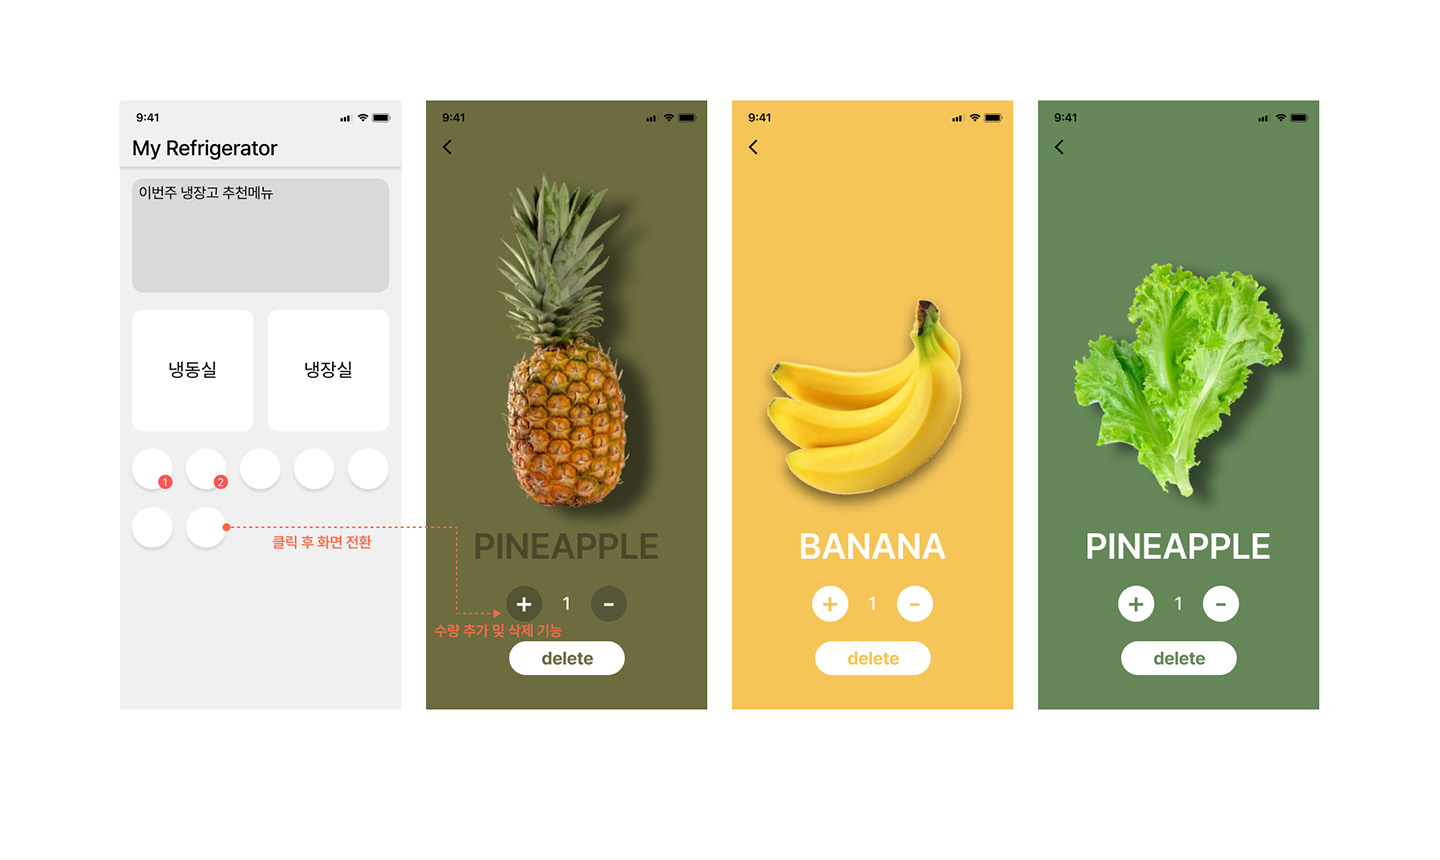 9:41
My Refrigerator
이번주 냉장고 추천메뉴
냉동실
냉장실
1
2
클릭 후 화면 전환
9:41
PINEAPPLE
+ 1 -
수량 추가 및 삭제 기능
delete
9:41
BANANA
+ 1 -
delete
9:41
PINEAPPLE
+ 1 -
delete